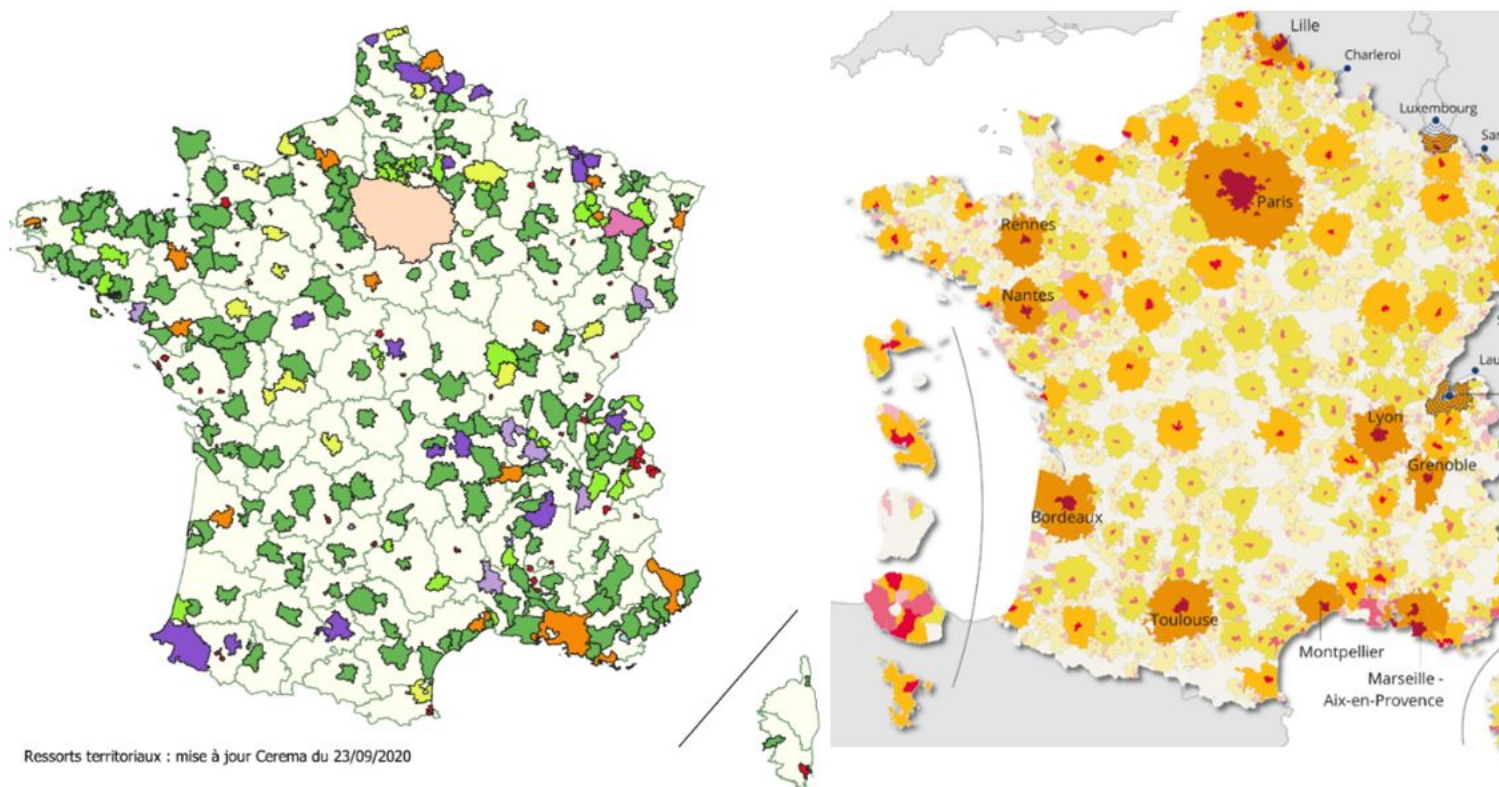 Lille
Charleroi
Luxembourg
Paris
Rennes
Nantes
Lyon
Grenoble
Bordeaux
Toulouse
Montpellier
Marseille -
Aix-en-Provence
Ressorts territoriaux : mise à jour Cerema du 23/09/2020